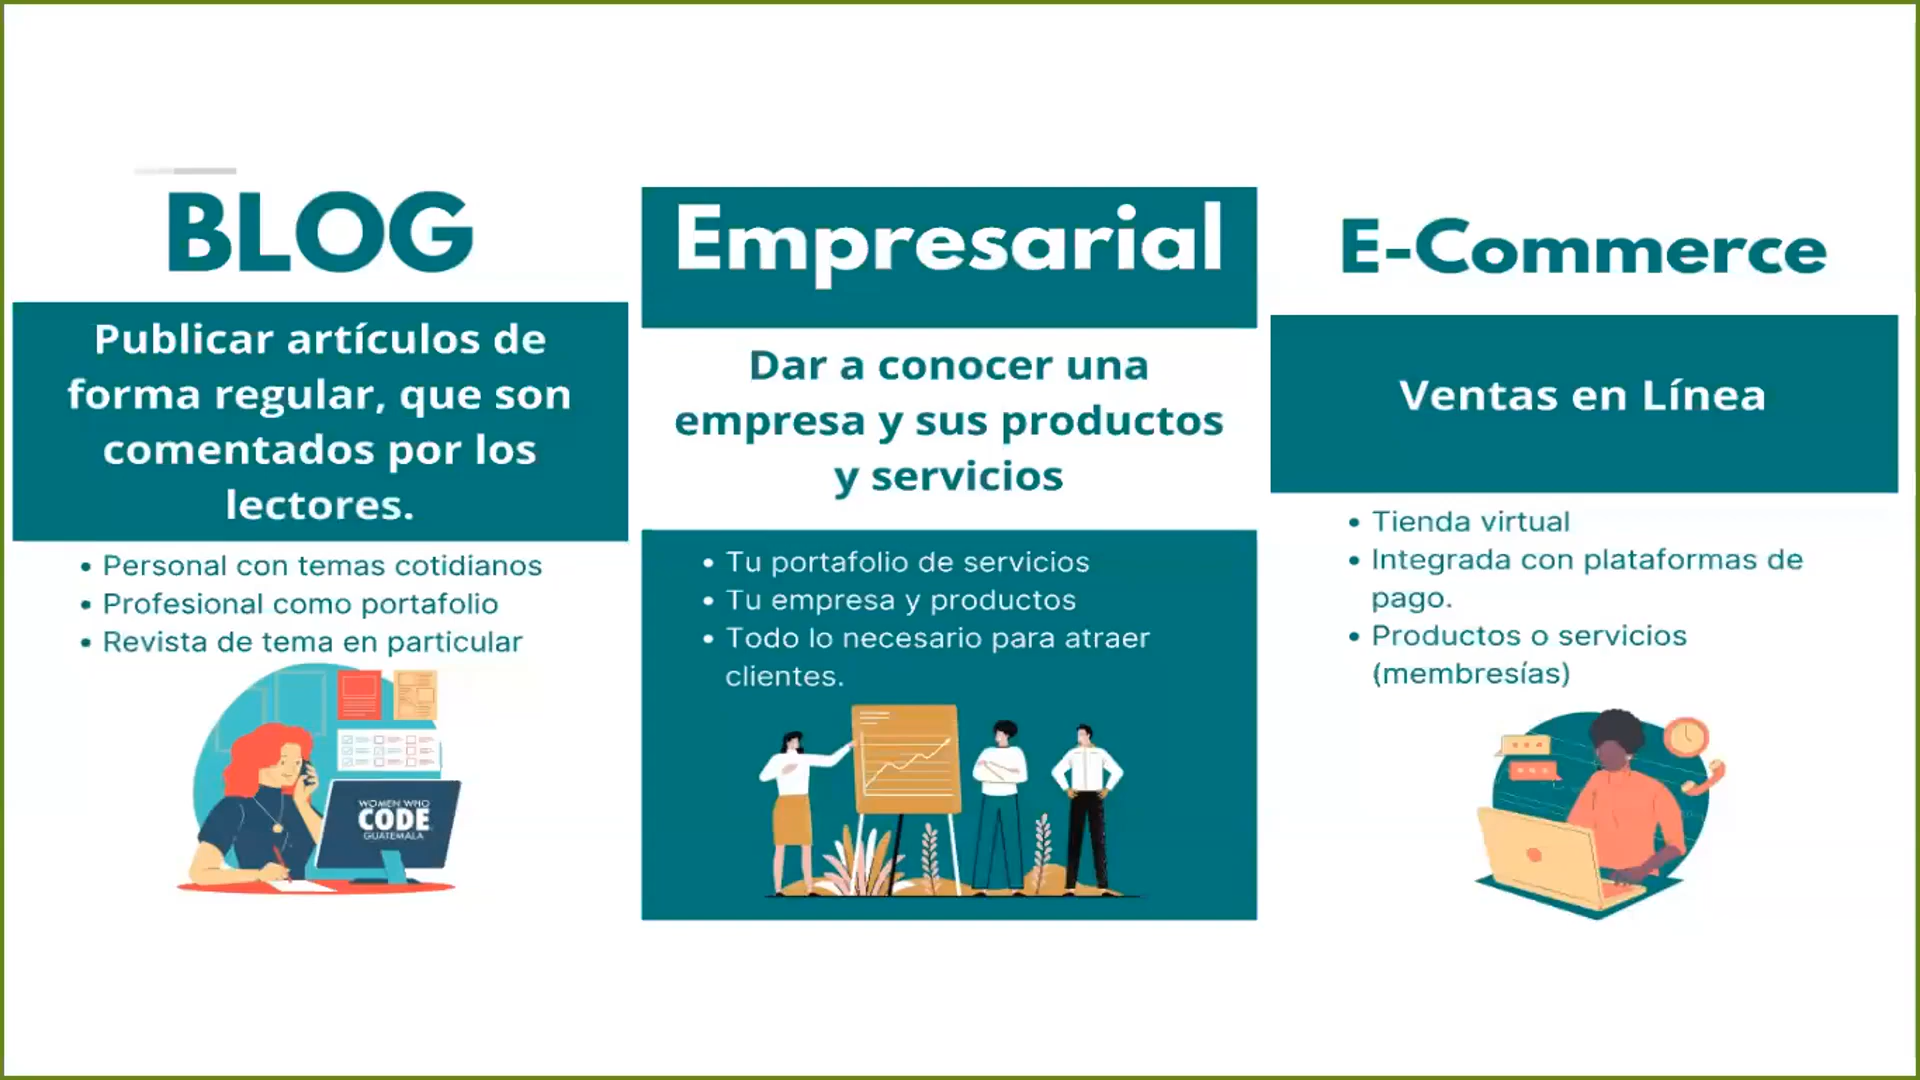 BLOG
Publicar artículos de
forma regular, que son
comentados por los
lectores.
• Personal con temas cotidianos
• Profesional como portafolio
• Revista de tema en particular
WOMEN WHO
CODE
GUATEMALA
Empresarial
Dar a conocer una
empresa y sus productos
y servicios
• Tu portafolio de servicios
• Tu empresa y productos
• Todo lo necesario para atraer
clientes.
E-Commerce
Ventas en Línea
• Tienda virtual
• Integrada con plataformas de
pago.
• Productos o servicios
(membresías)